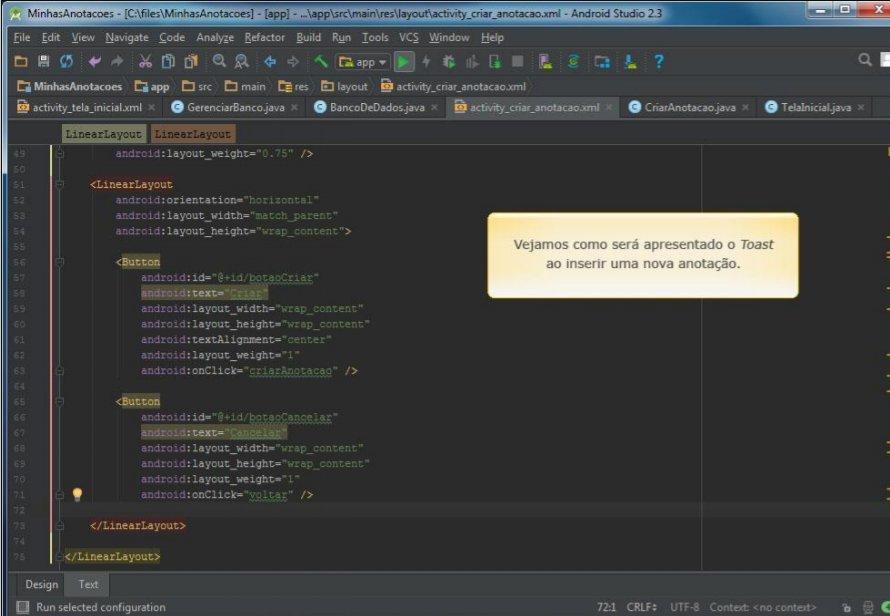 MinhasAnotacoes - [C:\files\MinhasAnotacoes] - [app] - ...\app\src\main\res\layout\activity_criar_anotacao.xml - Android Studio 2.3
File Edit View Navigate Code Analyze Refactor Build Run Tools VCS Window Help
app
MinhasAnotacoes app src main res layout activity_criar_anotacao.xml
activity_tela_inicial.xml GerenciarBanco.java BancoDeDados.java activity_criar_anotacao.xml CriarAnotacao.java TelaInicial.java
LinearLayout LinearLayout
49 android:layout_weight="0.75" />
50
51 <LinearLayout
52 android:orientation="horizontal"
53 android:layout_width="match_parent"
54 android:layout_height="wrap_content">
55
56 <Button
57 android:id="@+id/botaoCriar"
58 android:text="Criar"
59 android:layout_width="wrap_content"
60 android:layout_height="wrap_content"
61 android:textAlignment="center"
62 android:layout_weight="1"
63 android:onClick="criarAnotacao" />
64
65 <Button
66 android:id="@+id/botaoCancelar"
67 android:text="Cancelar"
68 android:layout_width="wrap_content"
69 android:layout_height="wrap_content"
70 android:layout_weight="1"
71 android:onClick="voltar" />
72
73 </LinearLayout>
74
75 </LinearLayout>
Vejamos como será apresentado o Toast
ao inserir uma nova anotação.
Design Text
Run selected configuration 72:1 CRLF UTF-8 Context: <no context>